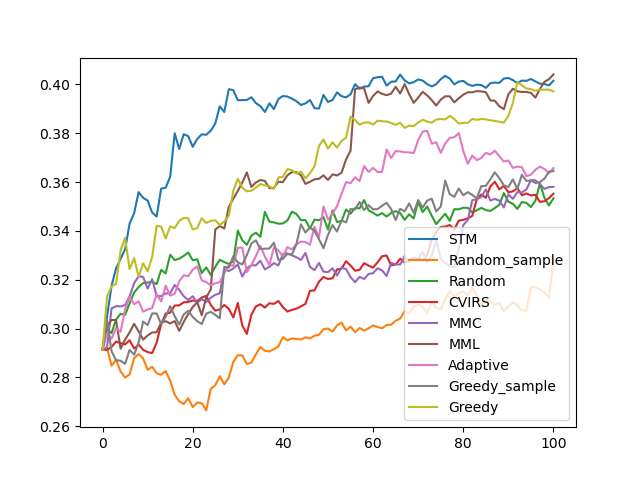 0.40
0.38
0.36
0.34
0.32
0.30
0.28
0.26
0
20
40
60
80
100
STM
Random_sample
Random
CVIRS
MMC
MML
Adaptive
Greedy_sample
Greedy